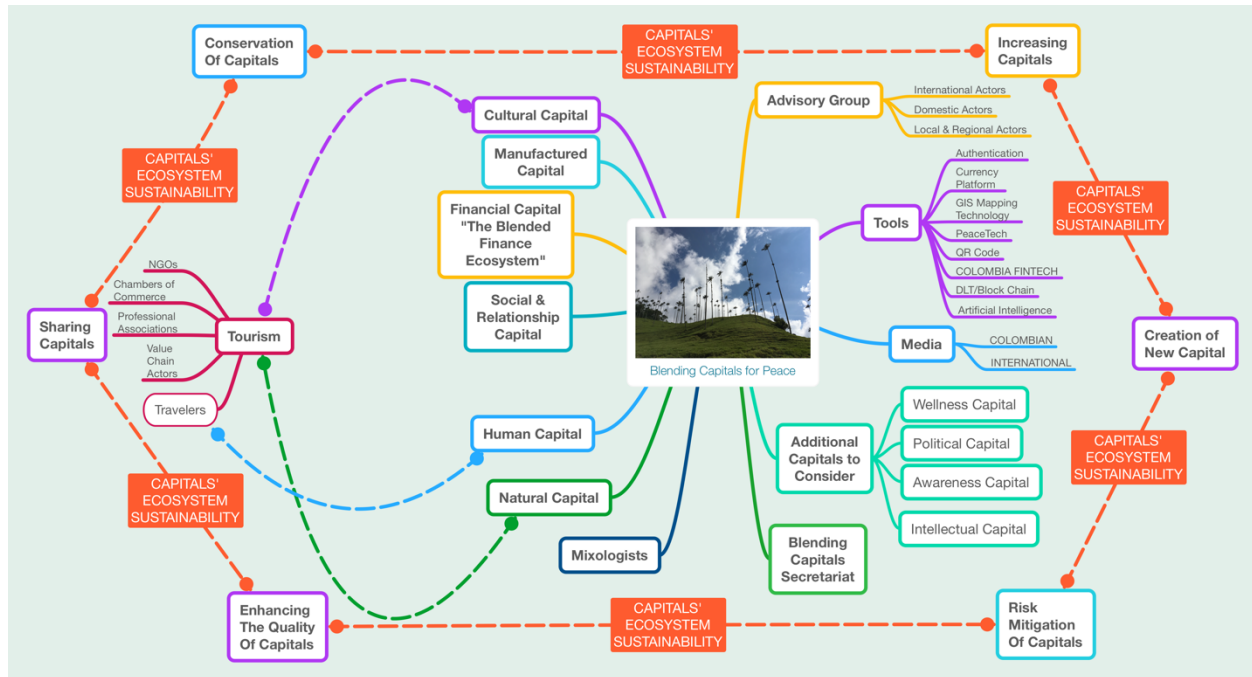 Conservation
Of Capitals
CAPITALS'
ECOSYSTEM
SUSTAINABILITY
Increasing
Capitals
Cultural Capital
Manufactured
Capital
Financial Capital
"The Blended
Finance
Ecosystem"
Social &
Relationship
Capital
Advisory Group
International Actors
Domestic Actors
Local & Regional Actors
Tools
Authentication
Currency
Platform
GIS Mapping
Technology
PeaceTech
QR Code
COLOMBIA FINTECH
DLT/Block Chain
Artificial Intelligence
CAPITALS'
ECOSYSTEM
SUSTAINABILITY
CAPITALS'
ECOSYSTEM
SUSTAINABILITY
Sharing
Capitals
NGOs
Chambers of
Commerce
Professional
Associations
Value
Chain
Actors
Travelers
Tourism
Blending Capitals for Peace
Media
COLOMBIAN
INTERNATIONAL
Creation of
New Capital
Human Capital
Natural Capital
Mixologists
Additional
Capitals to
Consider
Wellness Capital
Political Capital
Awareness Capital
Intellectual Capital
Blending
Capitals
Secretariat
CAPITALS'
ECOSYSTEM
SUSTAINABILITY
CAPITALS'
ECOSYSTEM
SUSTAINABILITY
Enhancing
The Quality
Of Capitals
CAPITALS'
ECOSYSTEM
SUSTAINABILITY
Risk
Mitigation
Of Capitals